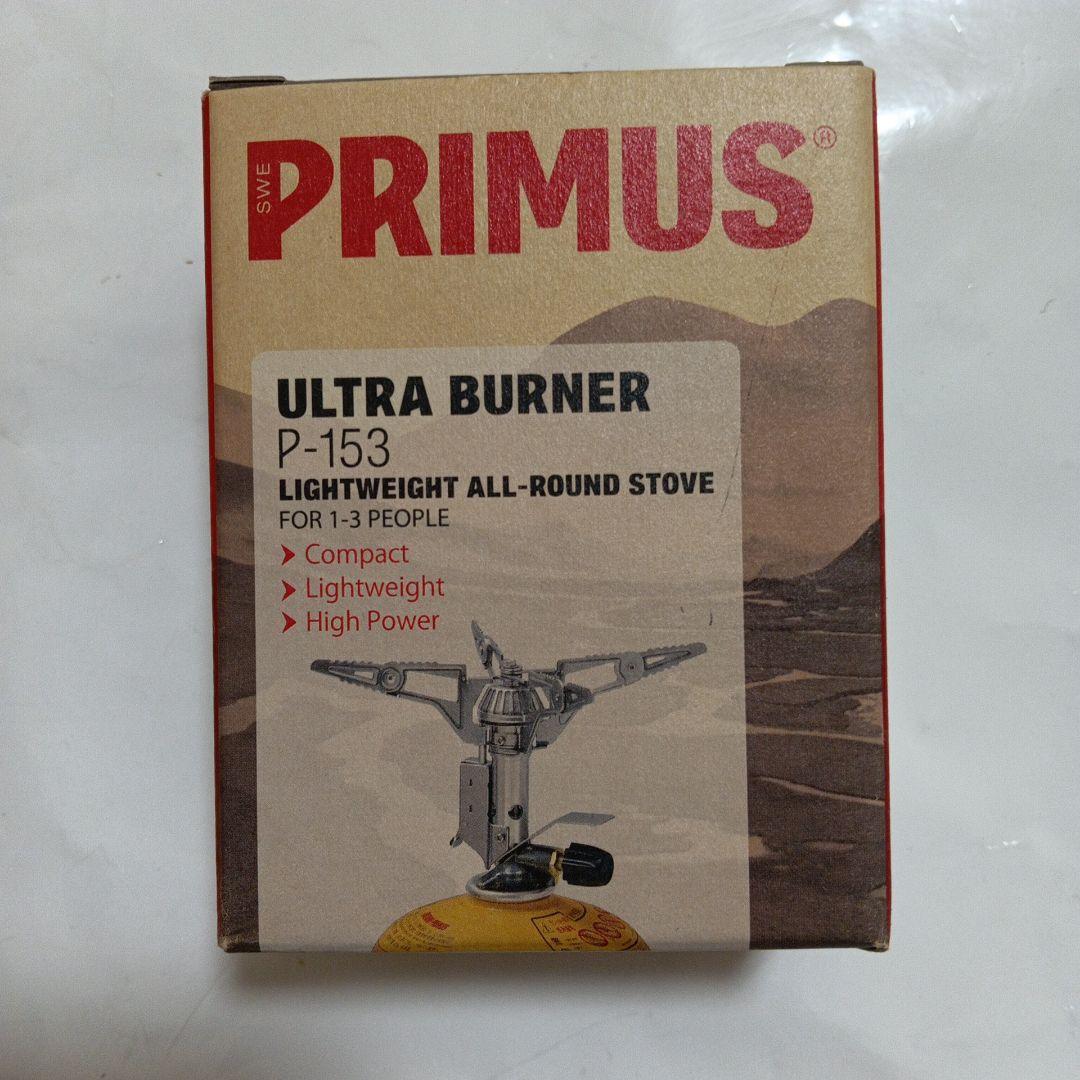 SWE
PRIMUS®
ULTRA BURNER
P-153
LIGHTWEIGHT ALL-ROUND STOVE
FOR 1-3 PEOPLE
Compact
Lightweight
High Power